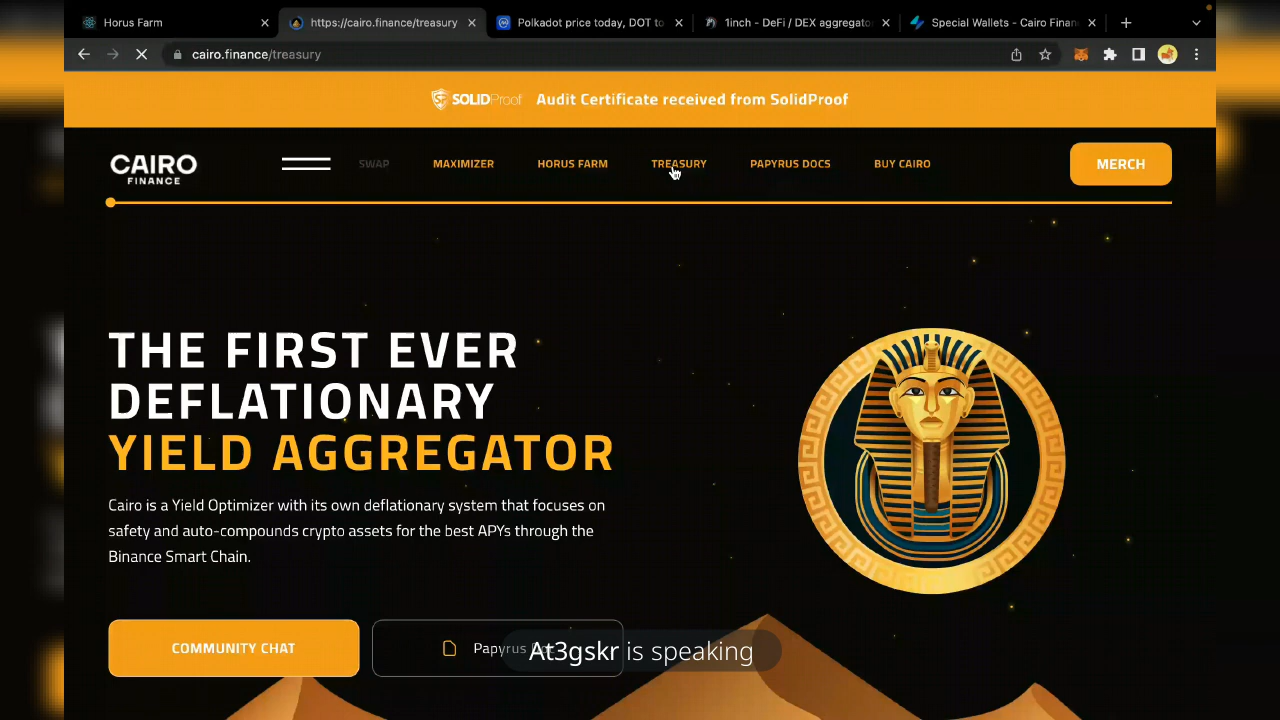 Horus Farm
https://cairo.finance/treasury
Polkadot price today, DOT to
1inch - DeFi / DEX aggregato
Special Wallets - Cairo Finan
cairo.finance/treasury
SOLIDProof
Audit Certificate received from SolidProof
CAIRO
FINANCE
SWAP
MAXIMIZER
HORUS FARM
TREASURY
PAPYRUS DOCS
BUY CAIRO
MERCH
THE FIRST EVER
DEFLATIONARY
YIELD AGGREGATOR
Cairo is a Yield Optimizer with its own deflationary system that focuses on
safety and auto-compounds crypto assets for the best APYs through the
Binance Smart Chain.
COMMUNITY CHAT
Papyrus
At3gskr is speaking